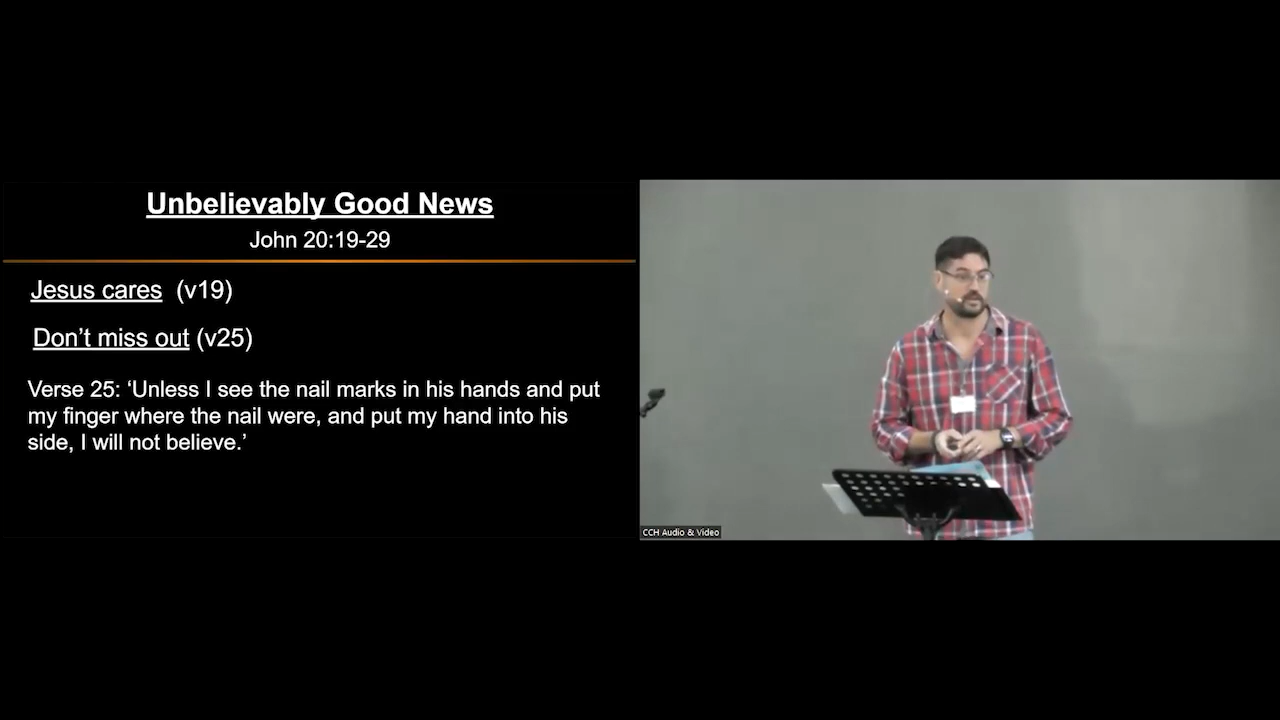 Unbelievably Good News
John 20:19-29
Jesus cares (v19)
Don’t miss out (v25)
Verse 25: ‘Unless I see the nail marks in his hands and put
my finger where the nail were, and put my hand into his
side, I will not believe.’
CCH Audio & Video